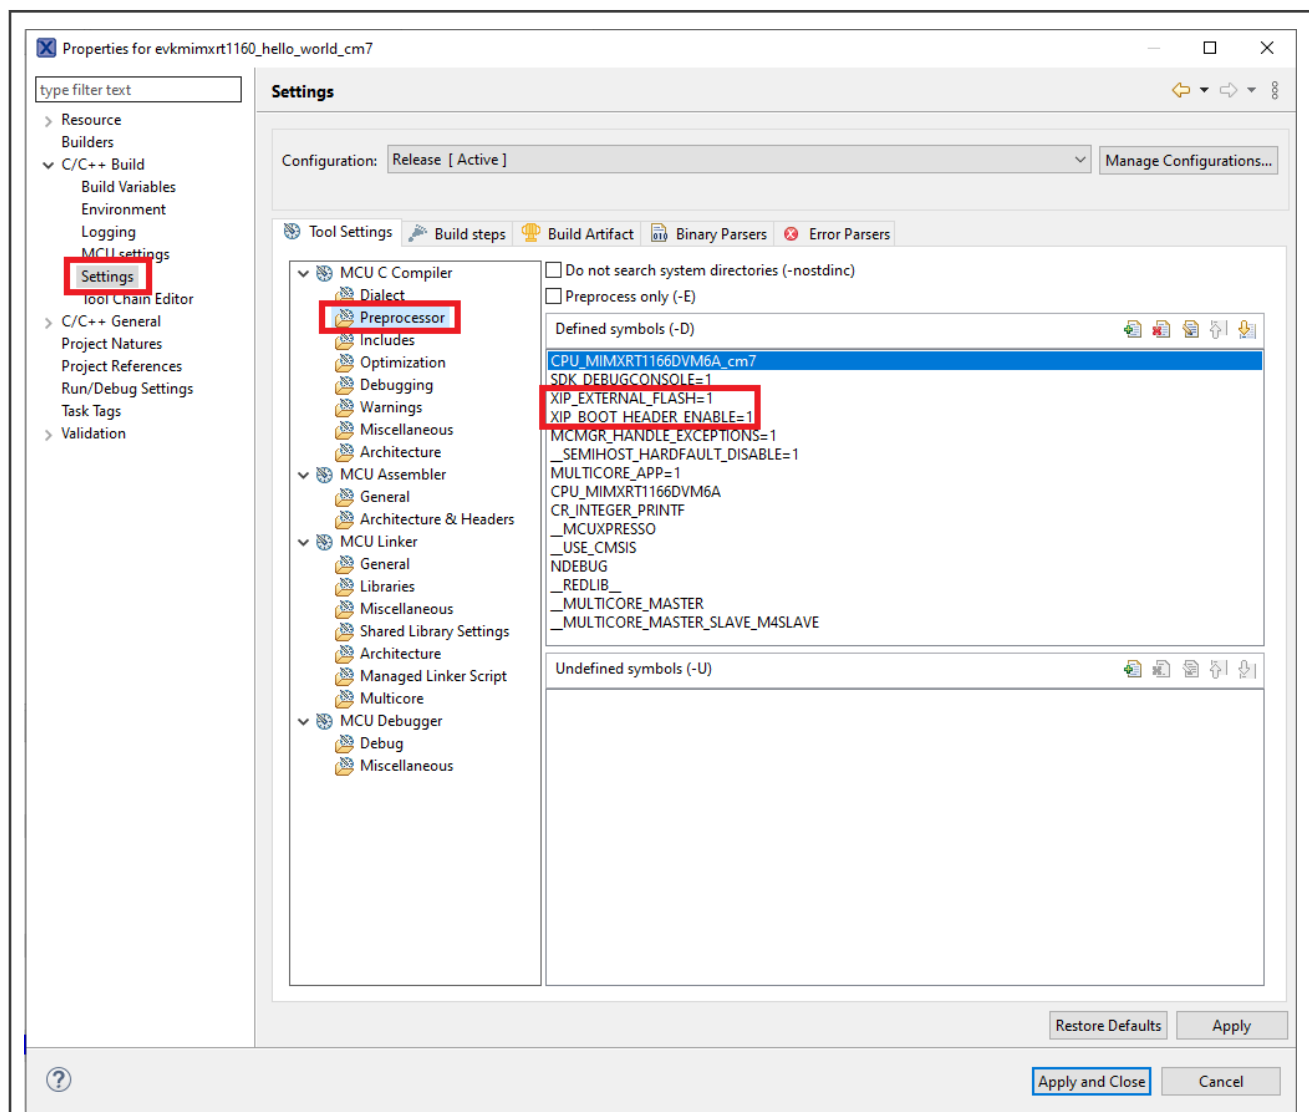 Properties for evkmimxrt1160_hello_world_cm7
type filter text
Settings
Resource
Builders
C/C++ Build
Build Variables
Environment
Logging
MCU settings
Settings
Tool Chain Editor
C/C++ General
Project Natures
Project References
Run/Debug Settings
Task Tags
Validation
Configuration: Release [ Active ] Manage Configurations...
Tool Settings Build steps Build Artifact Binary Parsers Error Parsers
MCU C Compiler
Dialect
Preprocessor
Includes
Optimization
Debugging
Warnings
Miscellaneous
Architecture
MCU Assembler
General
Architecture & Headers
MCU Linker
General
Libraries
Miscellaneous
Shared Library Settings
Architecture
Managed Linker Script
Multicore
MCU Debugger
Debug
Miscellaneous
Do not search system directories (-nostdinc)
Preprocess only (-E)
Defined symbols (-D)
CPU_MIMXRT1166DVM6A_cm7
SDK_DEBUGCONSOLE=1
XIP_EXTERNAL_FLASH=1
XIP_BOOT_HEADER_ENABLE=1
MCMGR_HANDLE_EXCEPTIONS=1
__SEMIHOST_HARDFAULT_DISABLE=1
MULTICORE_APP=1
CPU_MIMXRT1166DVM6A
CR_INTEGER_PRINTF
__MCUXPRESSO
__USE_CMSIS
NDEBUG
__REDLIB__
__MULTICORE_MASTER
__MULTICORE_MASTER_SLAVE_M4SLAVE
Undefined symbols (-U)
Restore Defaults Apply
Apply and Close Cancel